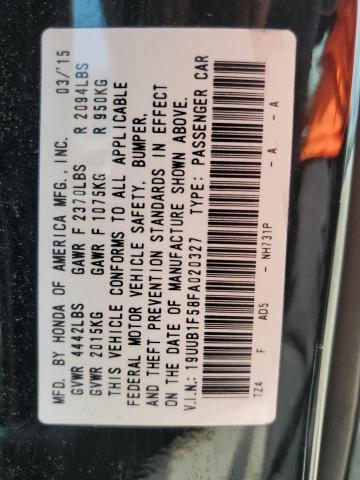 MFD. BY HONDA OF AMERICA MFG., INC. 03/'15
GVWR 4442LBS GAWR F 2370LBS R 2094LBS
GVWR 2015KG GAWR F 1075KG R 950KG
THIS VEHICLE CONFORMS TO ALL APPLICABLE
FEDERAL MOTOR VEHICLE SAFETY, BUMPER,
AND THEFT PREVENTION STANDARDS IN EFFECT
ON THE DATE OF MANUFACTURE SHOWN ABOVE.
V.I.N.: 19UUB1F58FA020327 TYPE: PASSENGER CAR
TZ4 F AD5 - NH731P - A - A